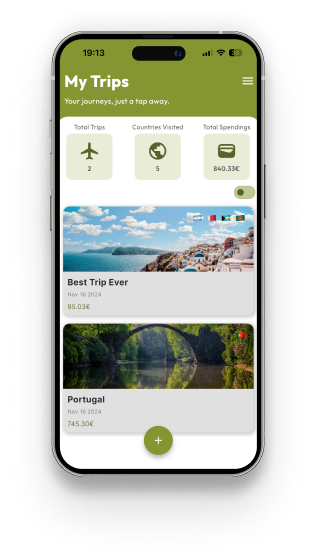 19:13
My Trips
Your journeys, just a tap away.
Total Trips Countries Visited Total Spendings
2 5 840.33€
Best Trip Ever
Nov 16 2024
95.03€
Portugal
Nov 16 2024
745.30€